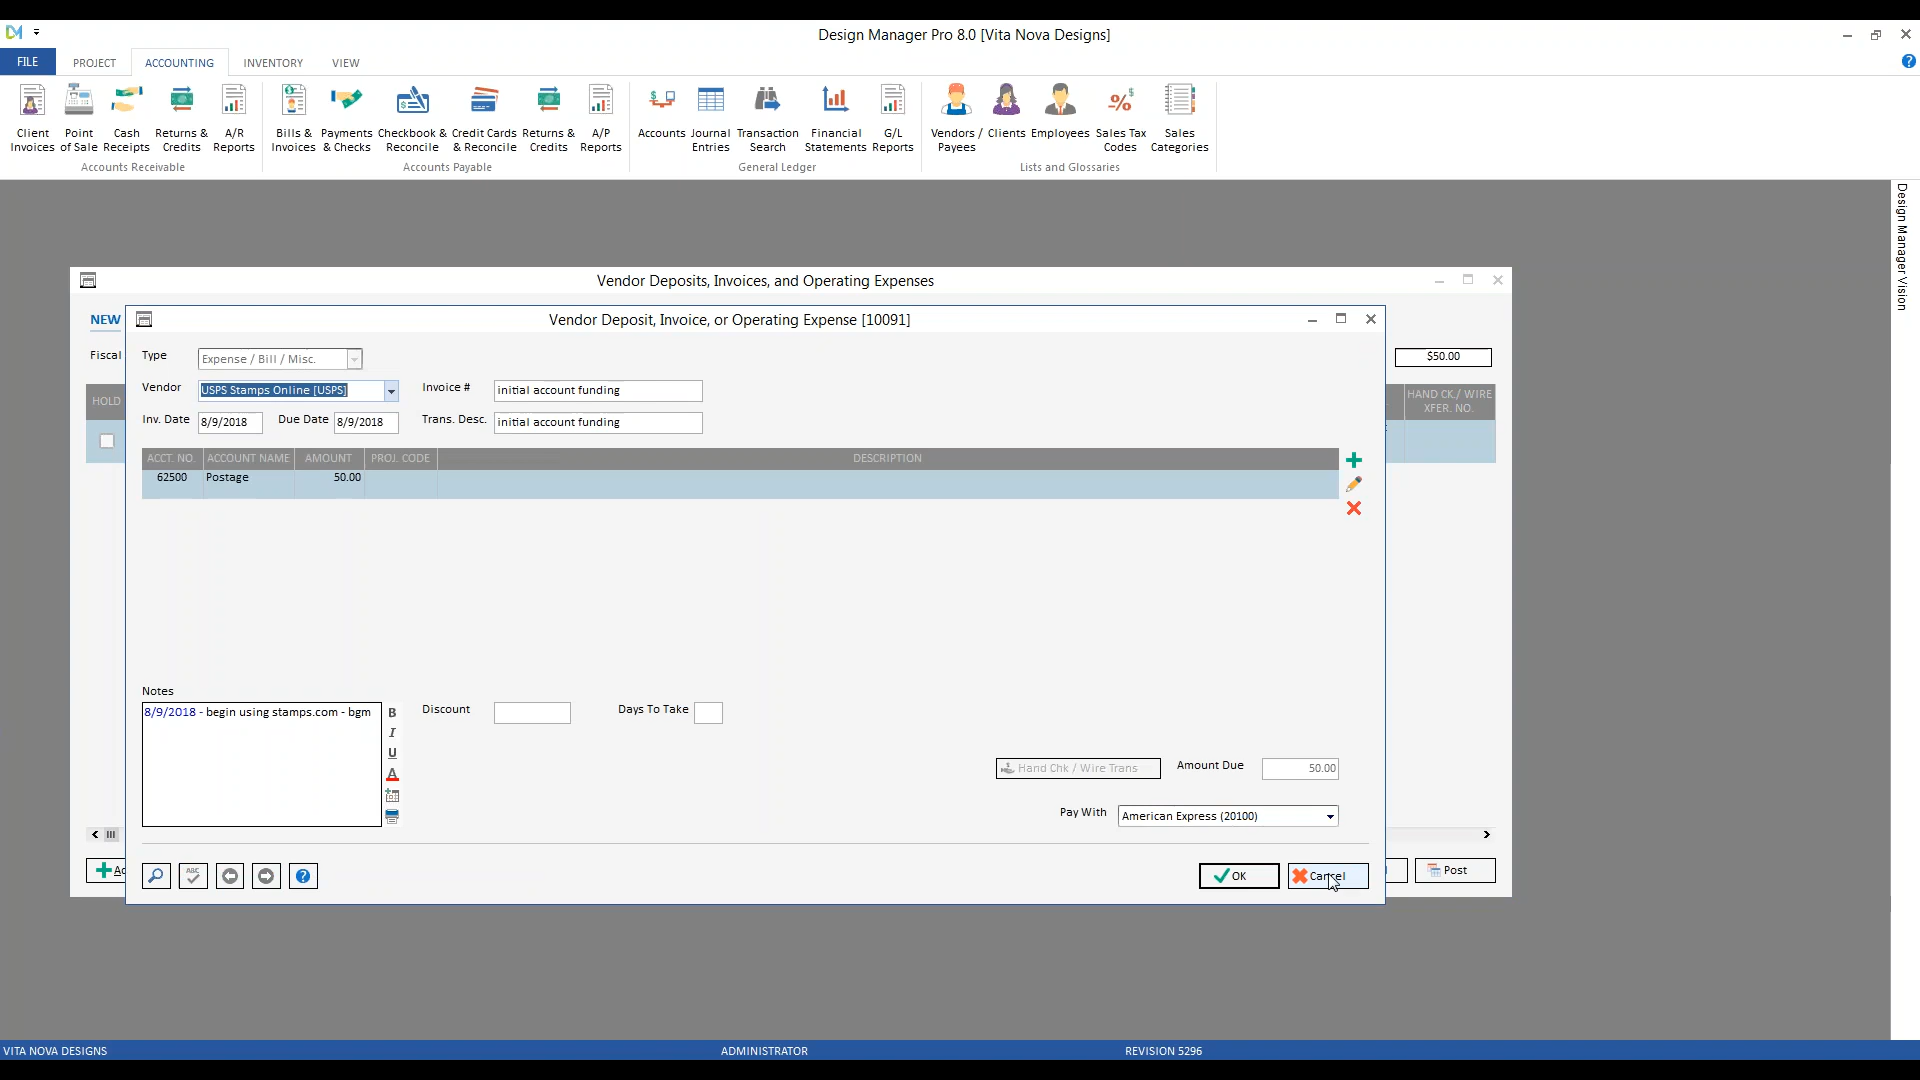 Design Manager Pro 8.0 [Vita Nova Designs]
FILE PROJECT ACCOUNTING INVENTORY VIEW
Client Invoices
Point of Sale
Cash Receipts
Returns & Credits
A/R Reports
Accounts Receivable
Bills & Invoices
Payments & Checks
Checkbook & Reconcile
Credit Cards & Reconcile
Returns & Credits
A/P Reports
Accounts Payable
Accounts
Journal Entries
Transaction Search
Financial Statements
G/L Reports
General Ledger
Vendors / Payees
Clients
Employees
Sales Tax Codes
Sales Categories
Lists and Glossaries
Design Manager Vision
Vendor Deposits, Invoices, and Operating Expenses
NEW
Vendor Deposit, Invoice, or Operating Expense [10091]
Fiscal
Type Expense / Bill / Misc.
$50.00
Vendor USPS Stamps Online [USPS] Invoice # initial account funding
HOLD
HAND CK./ WIRE XFER. NO.
Inv. Date 8/9/2018 Due Date 8/9/2018 Trans. Desc. initial account funding
ACCT. NO. ACCOUNT NAME AMOUNT PROJ. CODE DESCRIPTION
62500 Postage 50.00
Notes
8/9/2018 - begin using stamps.com - bgm
B
I
U
A
Discount Days To Take
Hand Chk / Wire Trans Amount Due 50.00
Pay With American Express (20100)
ABC
OK
Cancel
Post
VITA NOVA DESIGNS ADMINISTRATOR REVISION 5296